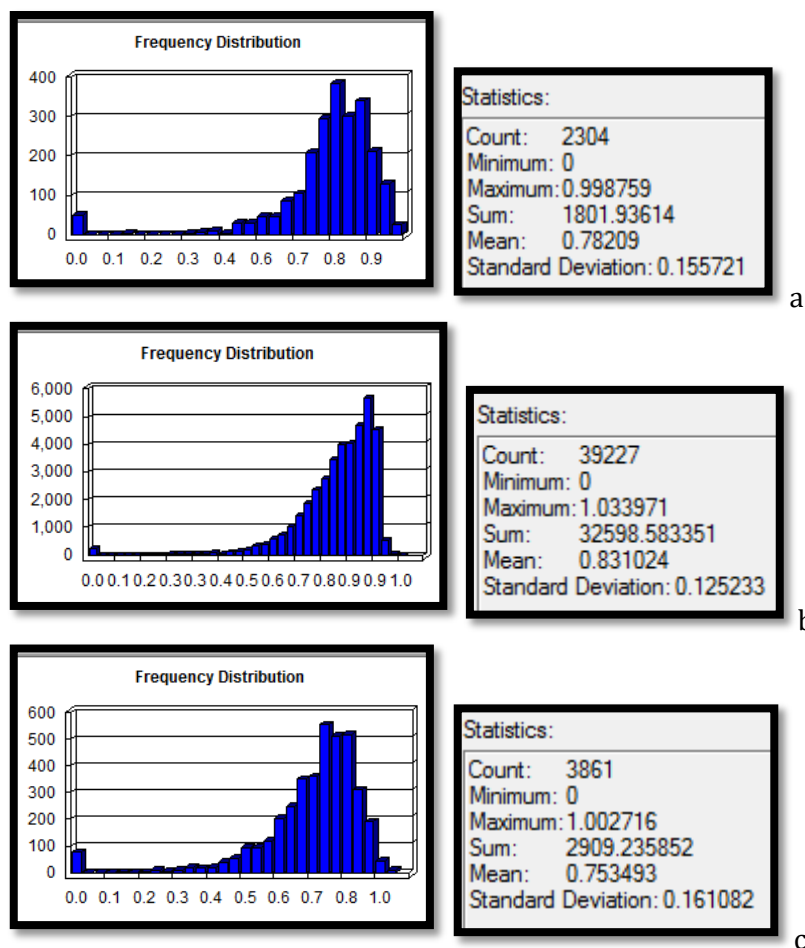 Frequency Distribution
400
300
200
100
0
0.0 0.1 0.2 0.3 0.4 0.6 0.7 0.8 0.9
Statistics:
Count: 2304
Minimum: 0
Maximum: 0.998759
Sum: 1801.93614
Mean: 0.78209
Standard Deviation: 0.155721
a
Frequency Distribution
6,000
5,000
4,000
3,000
2,000
1,000
0
0.0 0.1 0.2 0.3 0.3 0.4 0.5 0.6 0.7 0.8 0.9 0.9 1.0
Statistics:
Count: 39227
Minimum: 0
Maximum: 1.033971
Sum: 32598.583351
Mean: 0.831024
Standard Deviation: 0.125233
b
Frequency Distribution
600
500
400
300
200
100
0
0.0 0.1 0.2 0.3 0.4 0.5 0.7 0.8 1.0
Statistics:
Count: 3861
Minimum: 0
Maximum: 1.002716
Sum: 2909.235852
Mean: 0.753493
Standard Deviation: 0.161082
c